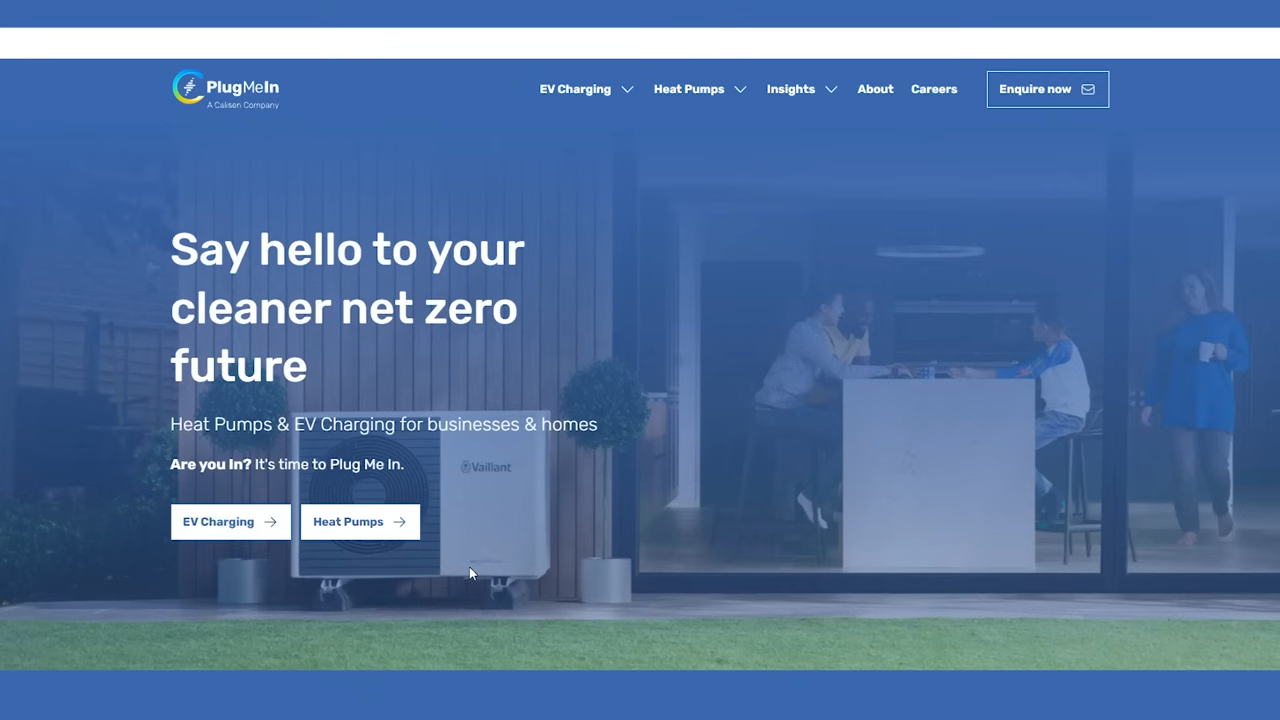 PlugMeIn
A Calisen Company
EV Charging
Heat Pumps
Insights
About
Careers
Enquire now
Say hello to your
cleaner net zero
future
Heat Pumps & EV Charging for businesses & homes
Are you In? It's time to Plug Me In.
Vaillant
EV Charging
Heat Pumps